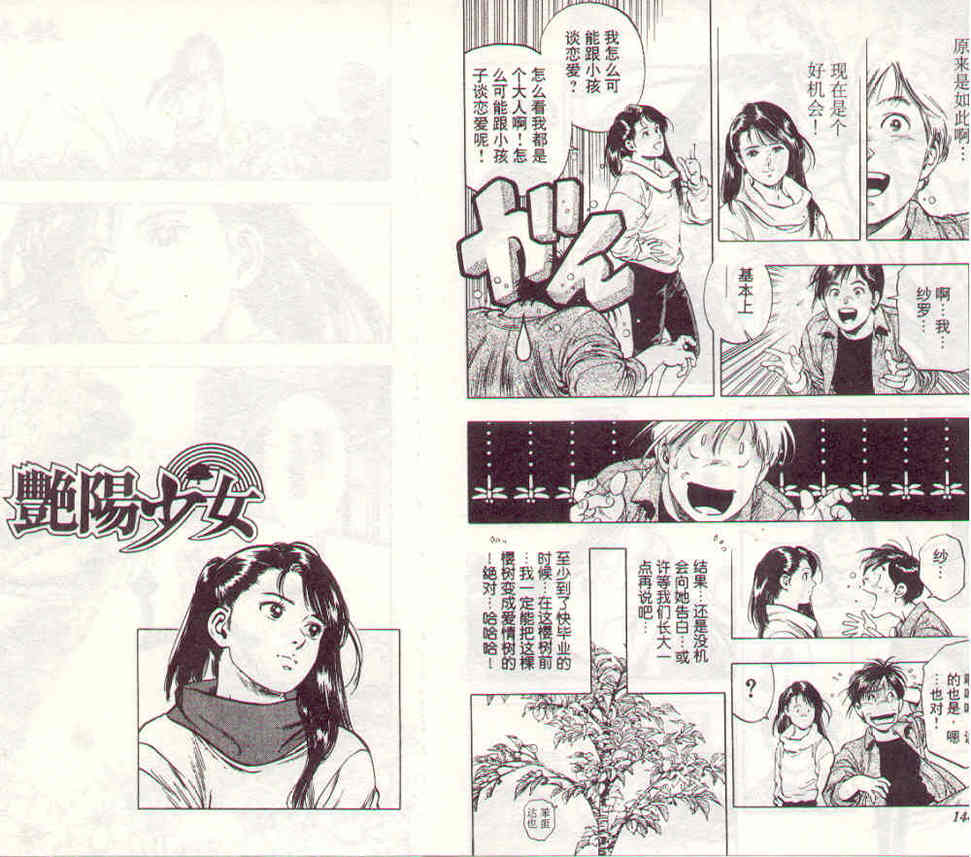 原来是如此啊…
现在是个
好机会！
我怎么可
能跟小孩
谈恋爱？
怎么看我都是
个大人啊！怎
么可能跟小孩
子谈恋爱呢！
がん
啊…我…
纱罗…
基本上
纱…
结果…还是没机
会向她告白…或
许等我们长大一
点再说吧…
的也是，嗯
…也对！
？
至少到了快毕业的
时候…在这樱树前
…我一定能把这棵
樱树变成爱情树的
！绝对…哈哈哈！
笨蛋
达也
14
艷陽少女